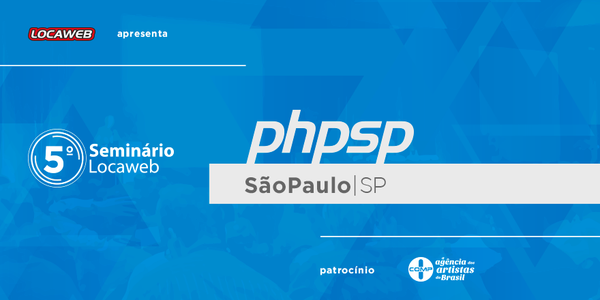 LOCAWEB apresenta
5º Seminário
Locaweb
phpsp
SãoPaulo|SP
patrocínio
COMP
agência dos
artistas
do Brasil